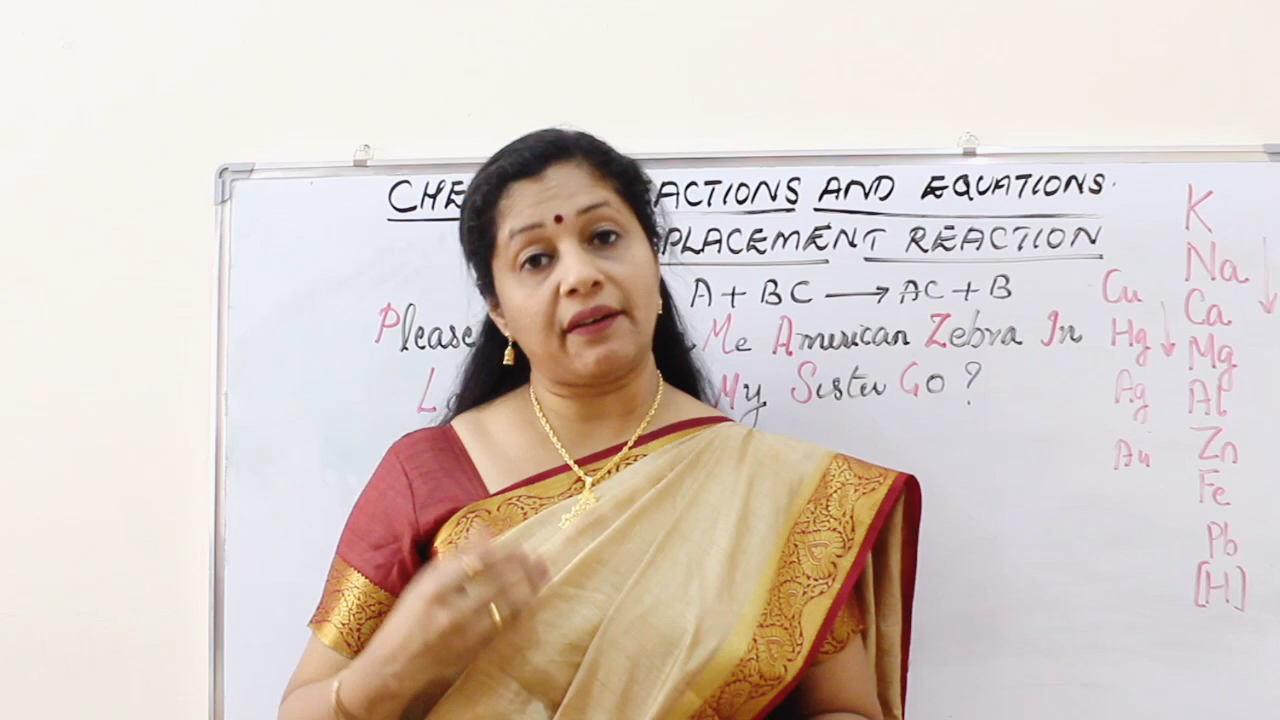 CHE ACTIONS AND EQUATIONS.
PLACEMENT REACTION
A + BC → AC + B
Please Me American Zebra In
L My Sister Go ?
Cu
Hg
Ag
Au
K
Na
Ca
Mg
Al
Zn
Fe
Pb
[H]